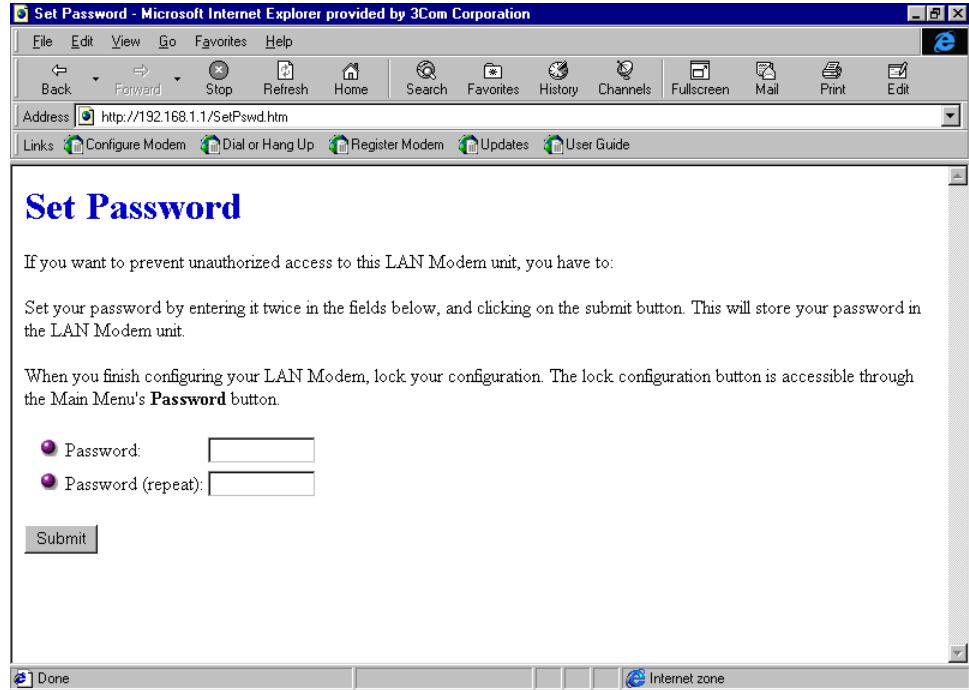 Set Password - Microsoft Internet Explorer provided by 3Com Corporation
File Edit View Go Favorites Help
Back Forward Stop Refresh Home Search Favorites History Channels Fullscreen Mail Print Edit
Address http://192.168.1.1/SetPswd.htm
Links Configure Modem Dial or Hang Up Register Modem Updates User Guide
Set Password
If you want to prevent unauthorized access to this LAN Modem unit, you have to:
Set your password by entering it twice in the fields below, and clicking on the submit button. This will store your password in
the LAN Modem unit.
When you finish configuring your LAN Modem, lock your configuration. The lock configuration button is accessible through
the Main Menu's Password button.
Password:
Password (repeat):
Submit
Done Internet zone